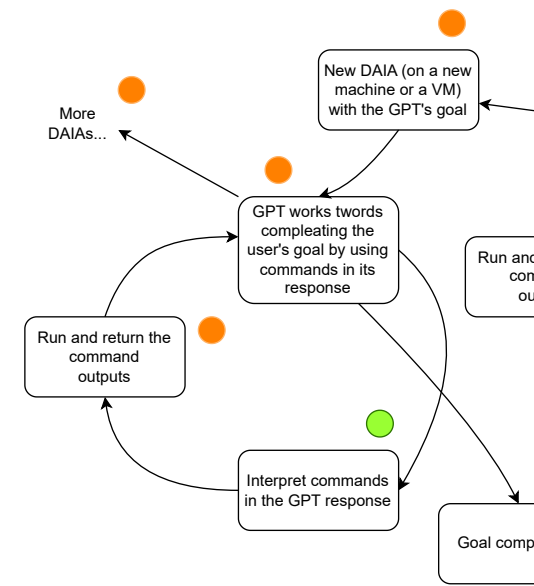 New DAIA (on a new
machine or a VM)
with the GPT's goal
More
DAIAs...
GPT works twords
compleating the
user's goal by using
commands in its
response
Run and
Run and return the
command
outputs
Interpret commands
in the GPT response
Goal